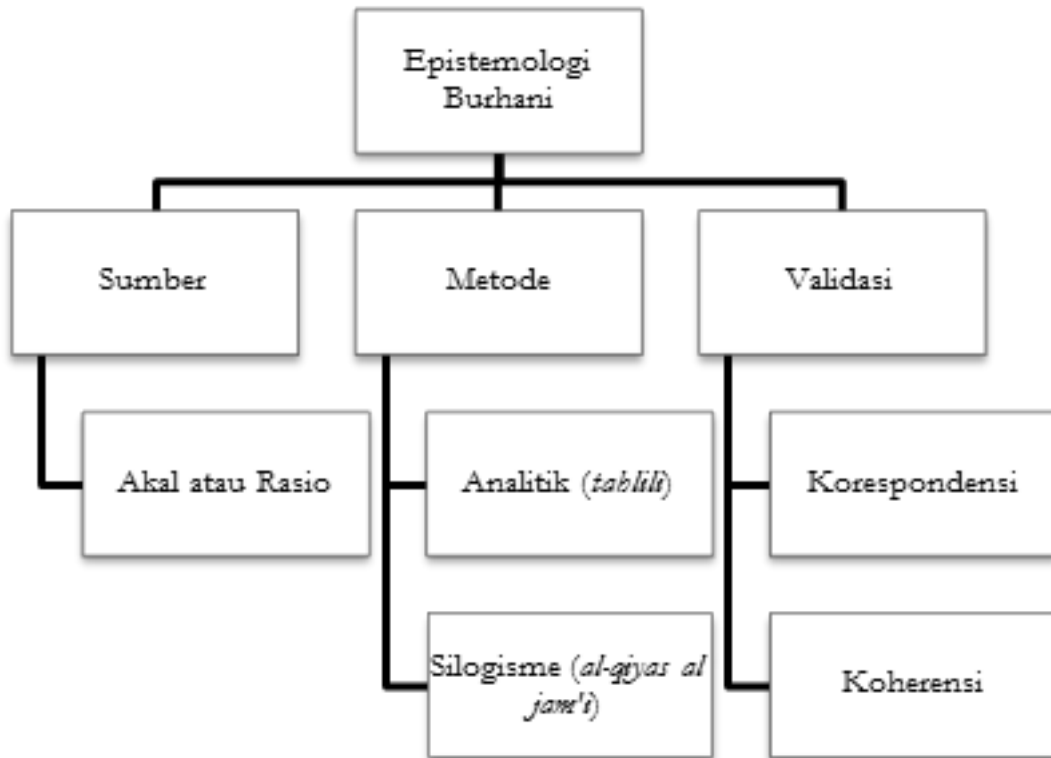 Epistemologi
Burhani
Sumber
Metode
Validasi
Akal atau Rasio
Analitik (tahlili)
Korespondensi
Silogisme (al-qiyas al
jam'i)
Koherensi